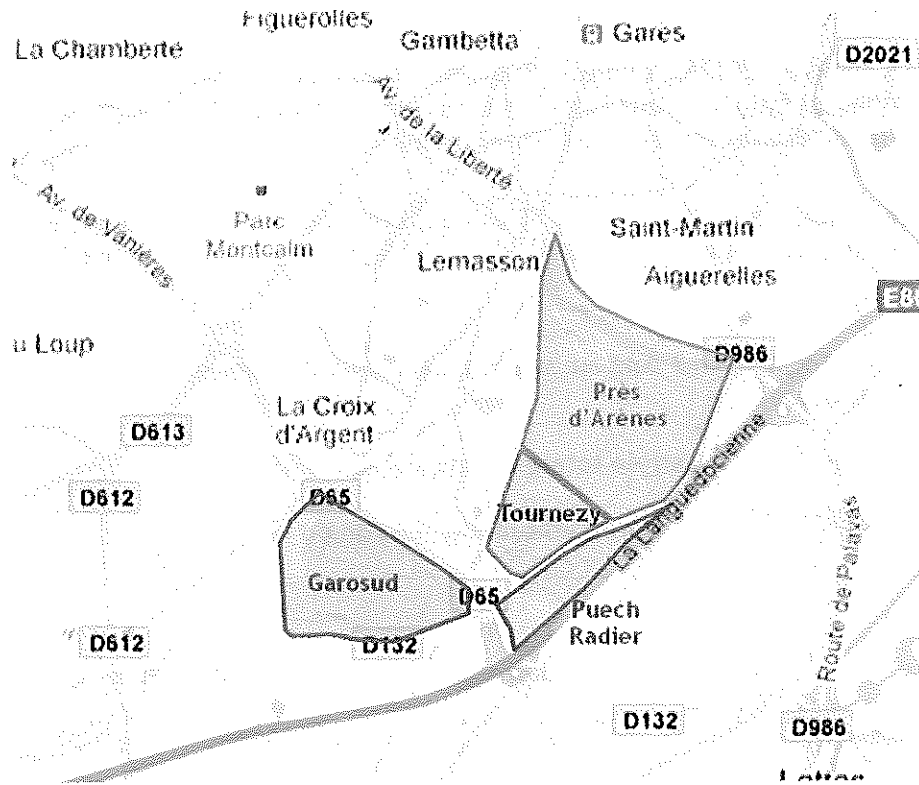 Figuerolles
La Chamberte
Gambetta
Gares
D2021
Av. de la Liberté
Av. de Vanières
Parc
Montcalm
Saint-Martin
Lemasson
Aiguerelles
E8
u Loup
D986
Pres
d'Arenes
La Croix
d'Argent
D613
D612
D65
Tournezy
La Languedocienne
Garosud
D65
Puech
Radier
Route de Palavas
D612
D132
D132
D986
Lattes